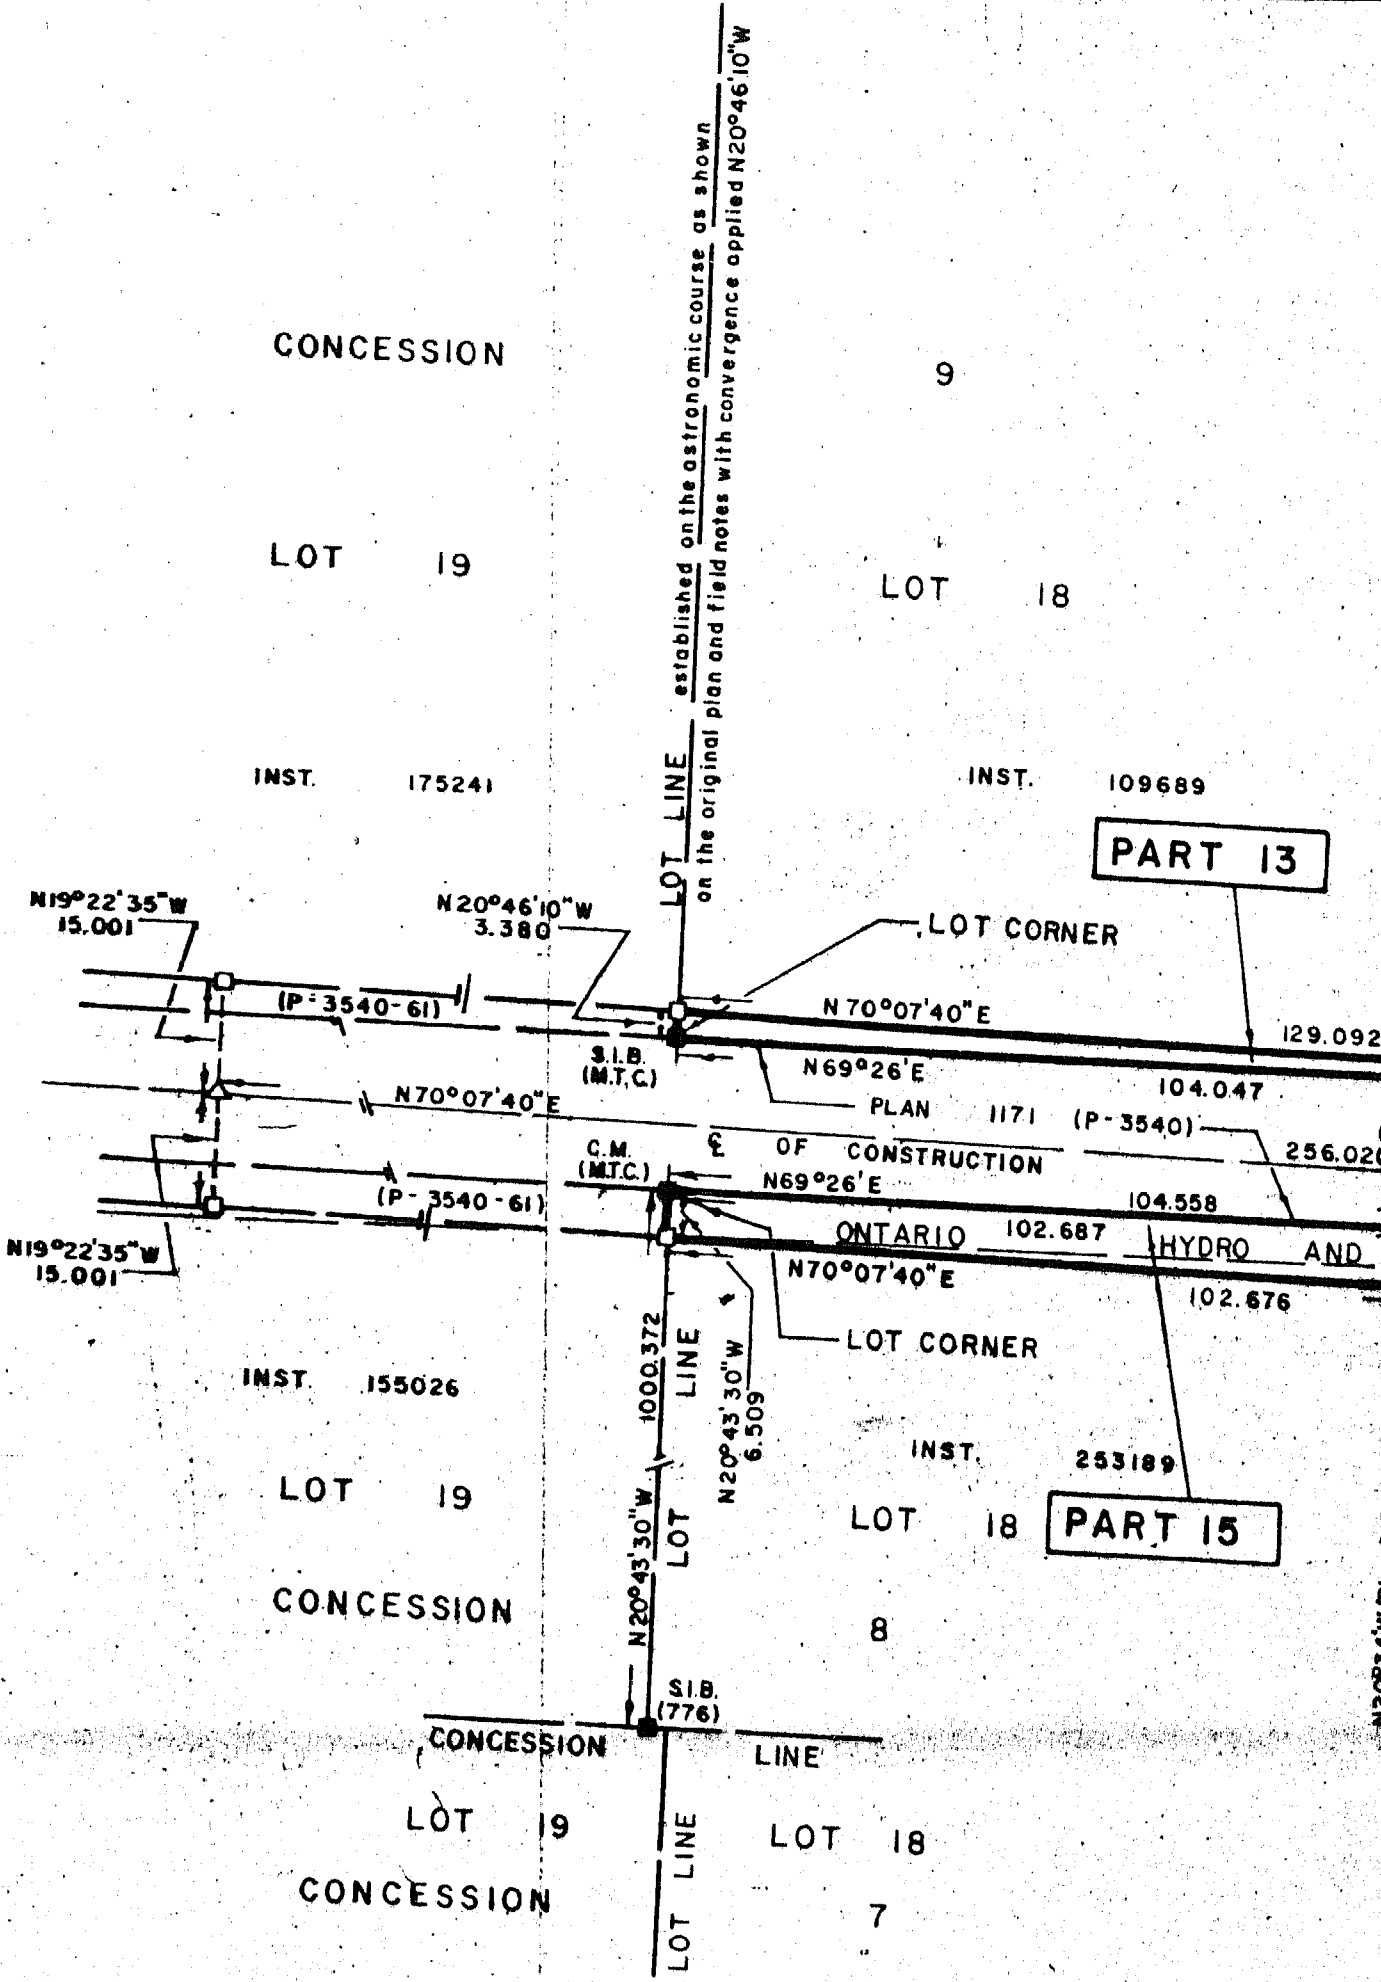 LOT LINE established on the astronomic course as shown
on the original plan and field notes with convergence applied N20°46'10"W
CONCESSION 9
LOT 19
LOT 18
INST. 175241
INST. 109689
PART 13
N19°22'35"W
15.001
N20°46'10"W
3.380
LOT CORNER
(P-3540-61)
N70°07'40"E
129.092
S.I.B.
(M.T.C.)
N69°26'E
104.047
N70°07'40"E
PLAN 1171 (P-3540)
C.M.
(M.T.C.)
℄ OF CONSTRUCTION
256.02
N69°26'E
(P-3540-61)
104.558
ONTARIO 102.687 HYDRO AND
N19°22'35"W
15.001
N70°07'40"E
102.676
LOT CORNER
N20°43'30"W 1000.372
LOT LINE
N20°43'30"W
6.509
INST. 155026
INST. 253189
LOT 19
LOT 18
PART 15
CONCESSION 8
S.I.B.
(776)
CONCESSION LINE
LOT 19
LOT 18
LOT LINE
CONCESSION 7